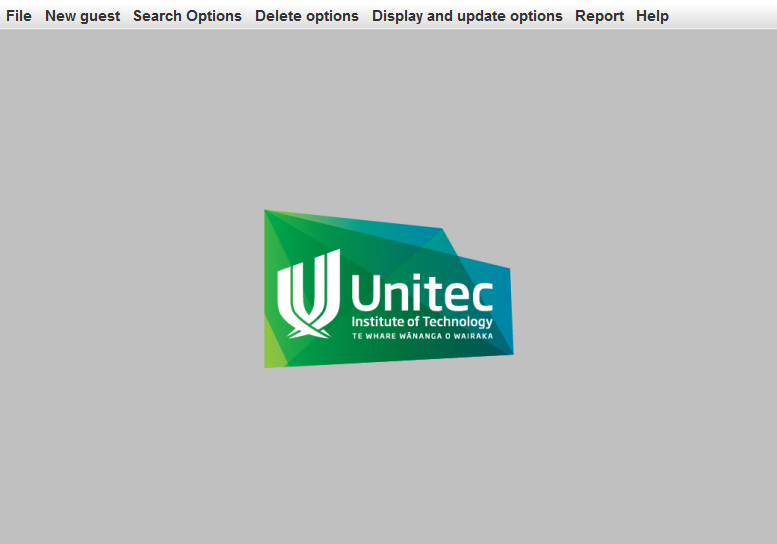 File New guest Search Options Delete options Display and update options Report Help
Unitec
Institute of Technology
TE WHARE WĀNANGA O WAIRAKA